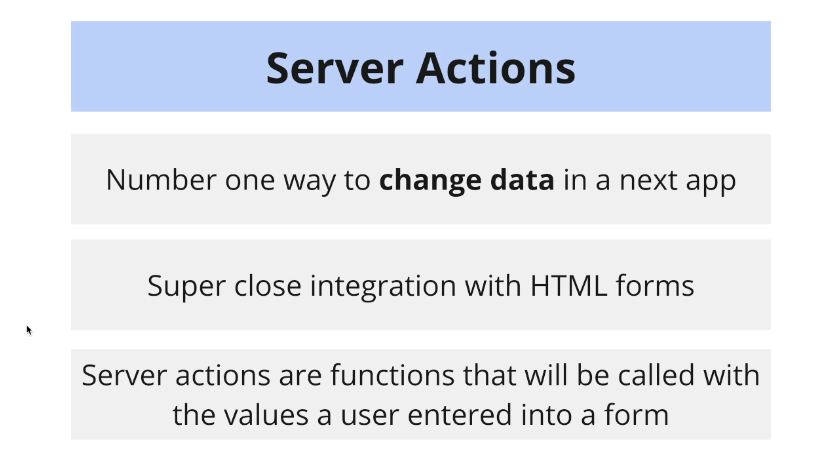 Server Actions
Number one way to change data in a next app
Super close integration with HTML forms
Server actions are functions that will be called with
the values a user entered into a form